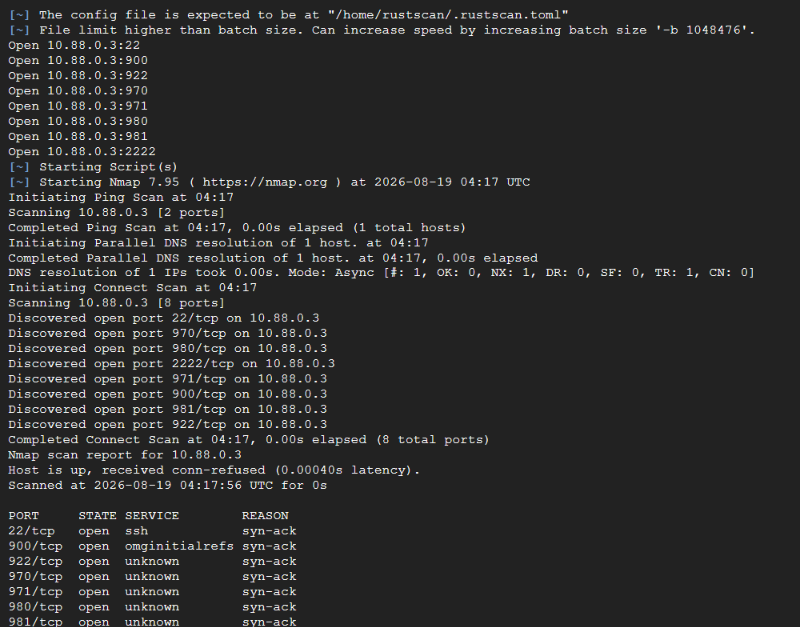 [~] The config file is expected to be at "/home/rustscan/.rustscan.toml"
[~] File limit higher than batch size. Can increase speed by increasing batch size '-b 1048476'.
Open 10.88.0.3:22
Open 10.88.0.3:900
Open 10.88.0.3:922
Open 10.88.0.3:970
Open 10.88.0.3:971
Open 10.88.0.3:980
Open 10.88.0.3:981
Open 10.88.0.3:2222
[~] Starting Script(s)
[~] Starting Nmap 7.95 ( https://nmap.org ) at 2026-08-19 04:17 UTC
Initiating Ping Scan at 04:17
Scanning 10.88.0.3 [2 ports]
Completed Ping Scan at 04:17, 0.00s elapsed (1 total hosts)
Initiating Parallel DNS resolution of 1 host. at 04:17
Completed Parallel DNS resolution of 1 host. at 04:17, 0.00s elapsed
DNS resolution of 1 IPs took 0.00s. Mode: Async [#: 1, OK: 0, NX: 1, DR: 0, SF: 0, TR: 1, CN: 0]
Initiating Connect Scan at 04:17
Scanning 10.88.0.3 [8 ports]
Discovered open port 22/tcp on 10.88.0.3
Discovered open port 970/tcp on 10.88.0.3
Discovered open port 980/tcp on 10.88.0.3
Discovered open port 2222/tcp on 10.88.0.3
Discovered open port 971/tcp on 10.88.0.3
Discovered open port 900/tcp on 10.88.0.3
Discovered open port 981/tcp on 10.88.0.3
Discovered open port 922/tcp on 10.88.0.3
Completed Connect Scan at 04:17, 0.00s elapsed (8 total ports)
Nmap scan report for 10.88.0.3
Host is up, received conn-refused (0.00040s latency).
Scanned at 2026-08-19 04:17:56 UTC for 0s

PORT     STATE SERVICE        REASON
22/tcp   open  ssh            syn-ack
900/tcp  open  omginitialrefs syn-ack
922/tcp  open  unknown        syn-ack
970/tcp  open  unknown        syn-ack
971/tcp  open  unknown        syn-ack
980/tcp  open  unknown        syn-ack
981/tcp  open  unknown        syn-ack